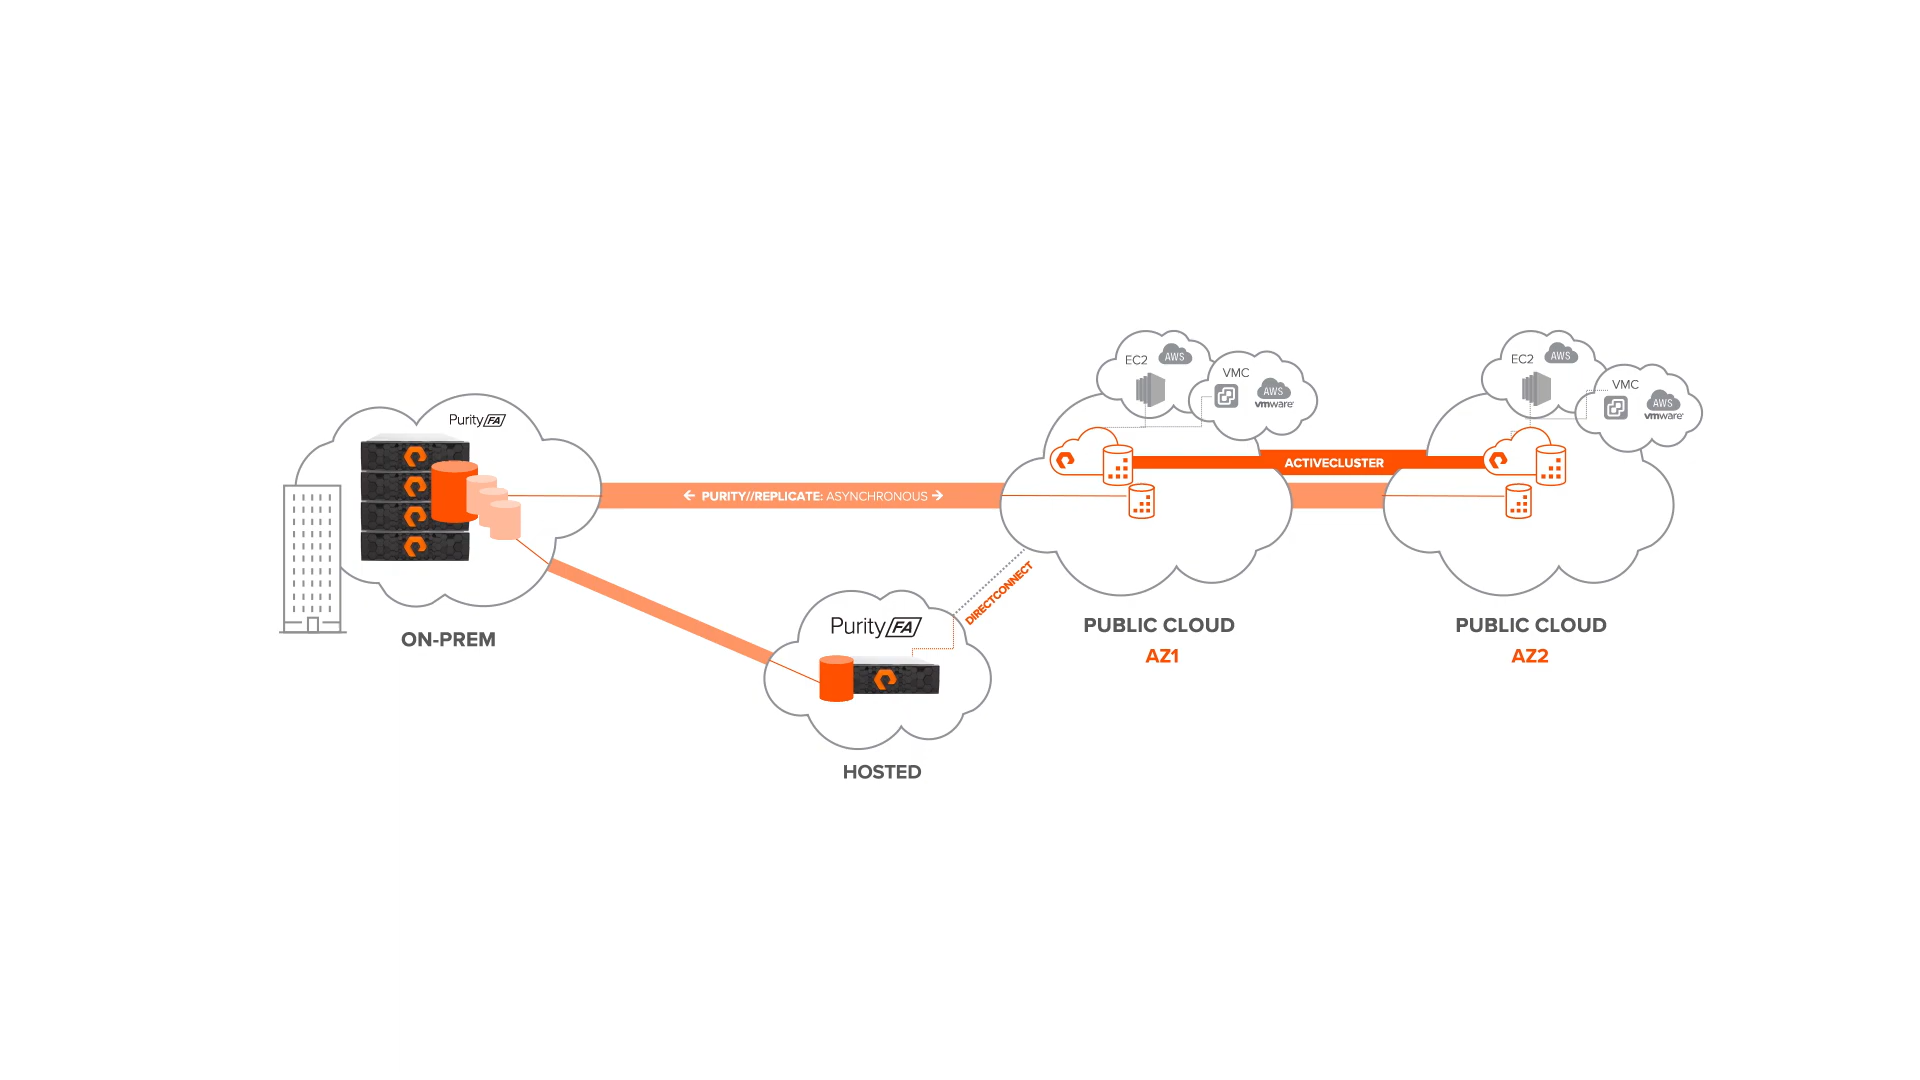 Purity FA
ON-PREM
← PURITY//REPLICATE: ASYNCHRONOUS →
Purity FA
HOSTED
DIRECTCONNECT
EC2
AWS
VMC
AWS
vmware®
PUBLIC CLOUD
AZ1
ACTIVECLUSTER
EC2
AWS
VMC
AWS
vmware®
PUBLIC CLOUD
AZ2